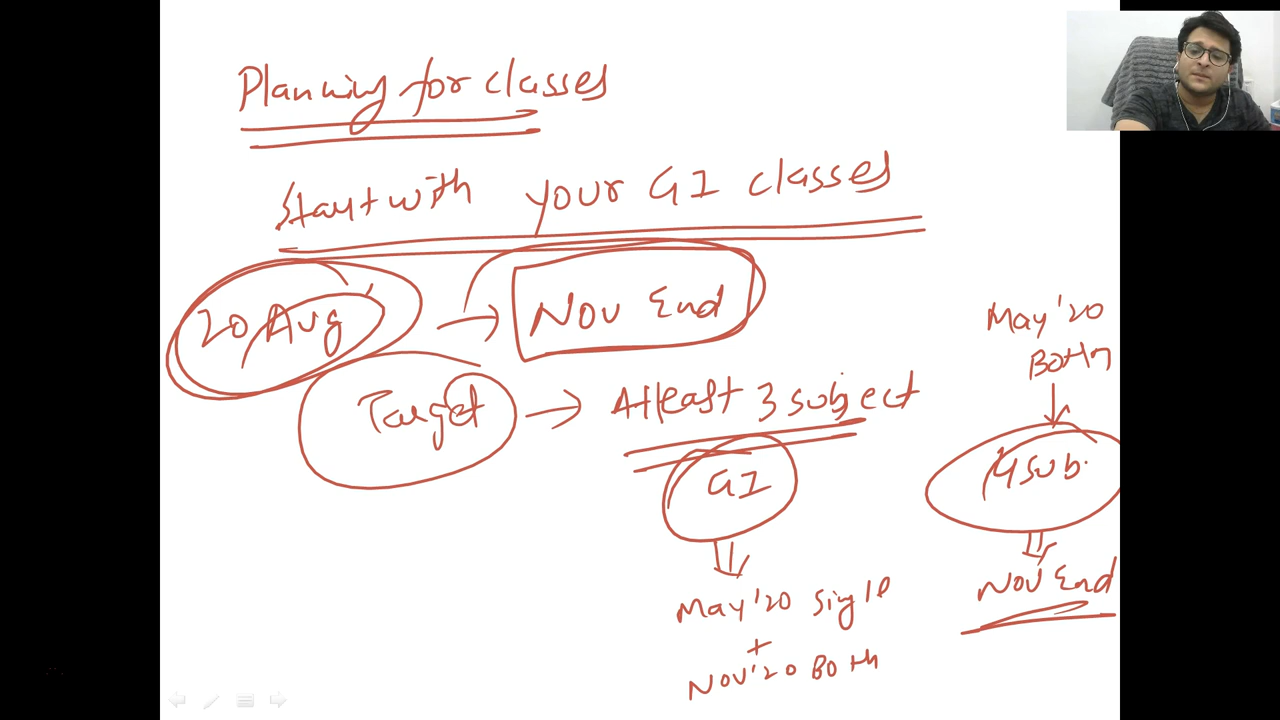 Planning for classes
Start with your GI classes
20 Aug → Nov End
Target → Atleast 3 subject
GI
May'20 Single
+
Nov'20 Both
May'20
Both
4 sub.
Nov End